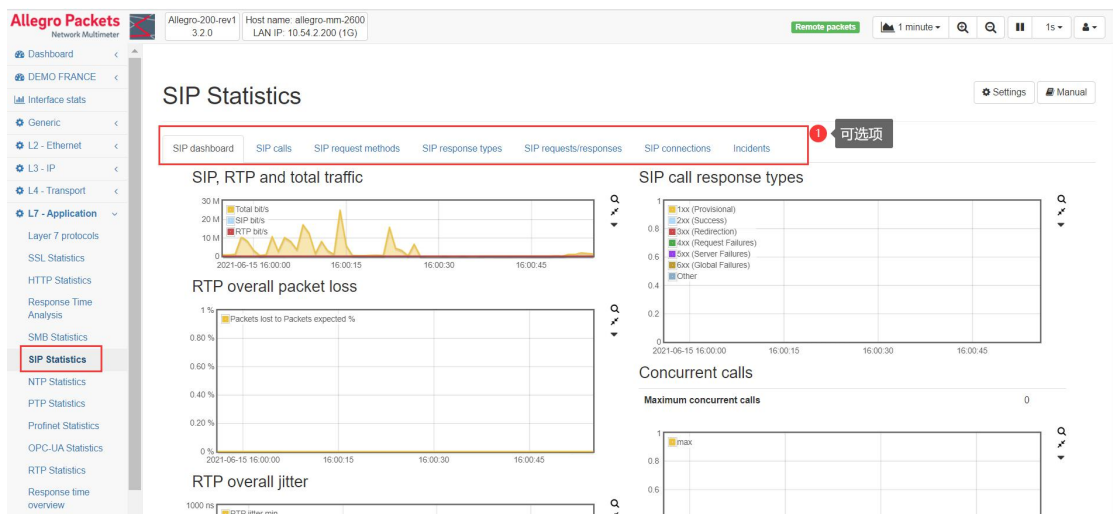 Allegro Packets
Network Multimeter
Allegro-200-rev1
3.2.0
Host name: allegro-mm-2600
LAN IP: 10.54.2.200 (1G)
Remote packets
1 minute
1s
Dashboard
DEMO FRANCE
Interface stats
Generic
L2 - Ethernet
L3 - IP
L4 - Transport
L7 - Application
Layer 7 protocols
SSL Statistics
HTTP Statistics
Response Time
Analysis
SMB Statistics
SIP Statistics
NTP Statistics
PTP Statistics
Profinet Statistics
OPC-UA Statistics
RTP Statistics
Response time
overview
SIP Statistics
Settings
Manual
SIP dashboard
SIP calls
SIP request methods
SIP response types
SIP requests/responses
SIP connections
Incidents
1
可选项
SIP, RTP and total traffic
30 M
20 M
10 M
0
Total bit/s
SIP bit/s
RTP bit/s
2021-06-15 16:00:00
16:00:15
16:00:30
16:00:45
RTP overall packet loss
1 %
0.80 %
0.60 %
0.40 %
0.20 %
0 %
Packets lost to Packets expected %
2021-06-15 16:00:00
16:00:15
16:00:30
16:00:45
RTP overall jitter
1000 ns
RTP jitter min
SIP call response types
1
0.8
0.6
0.4
0.2
0
1xx (Provisional)
2xx (Success)
3xx (Redirection)
4xx (Request Failures)
5xx (Server Failures)
6xx (Global Failures)
Other
2021-06-15 16:00:00
16:00:15
16:00:30
16:00:45
Concurrent calls
Maximum concurrent calls
0
1
0.8
0.6
max